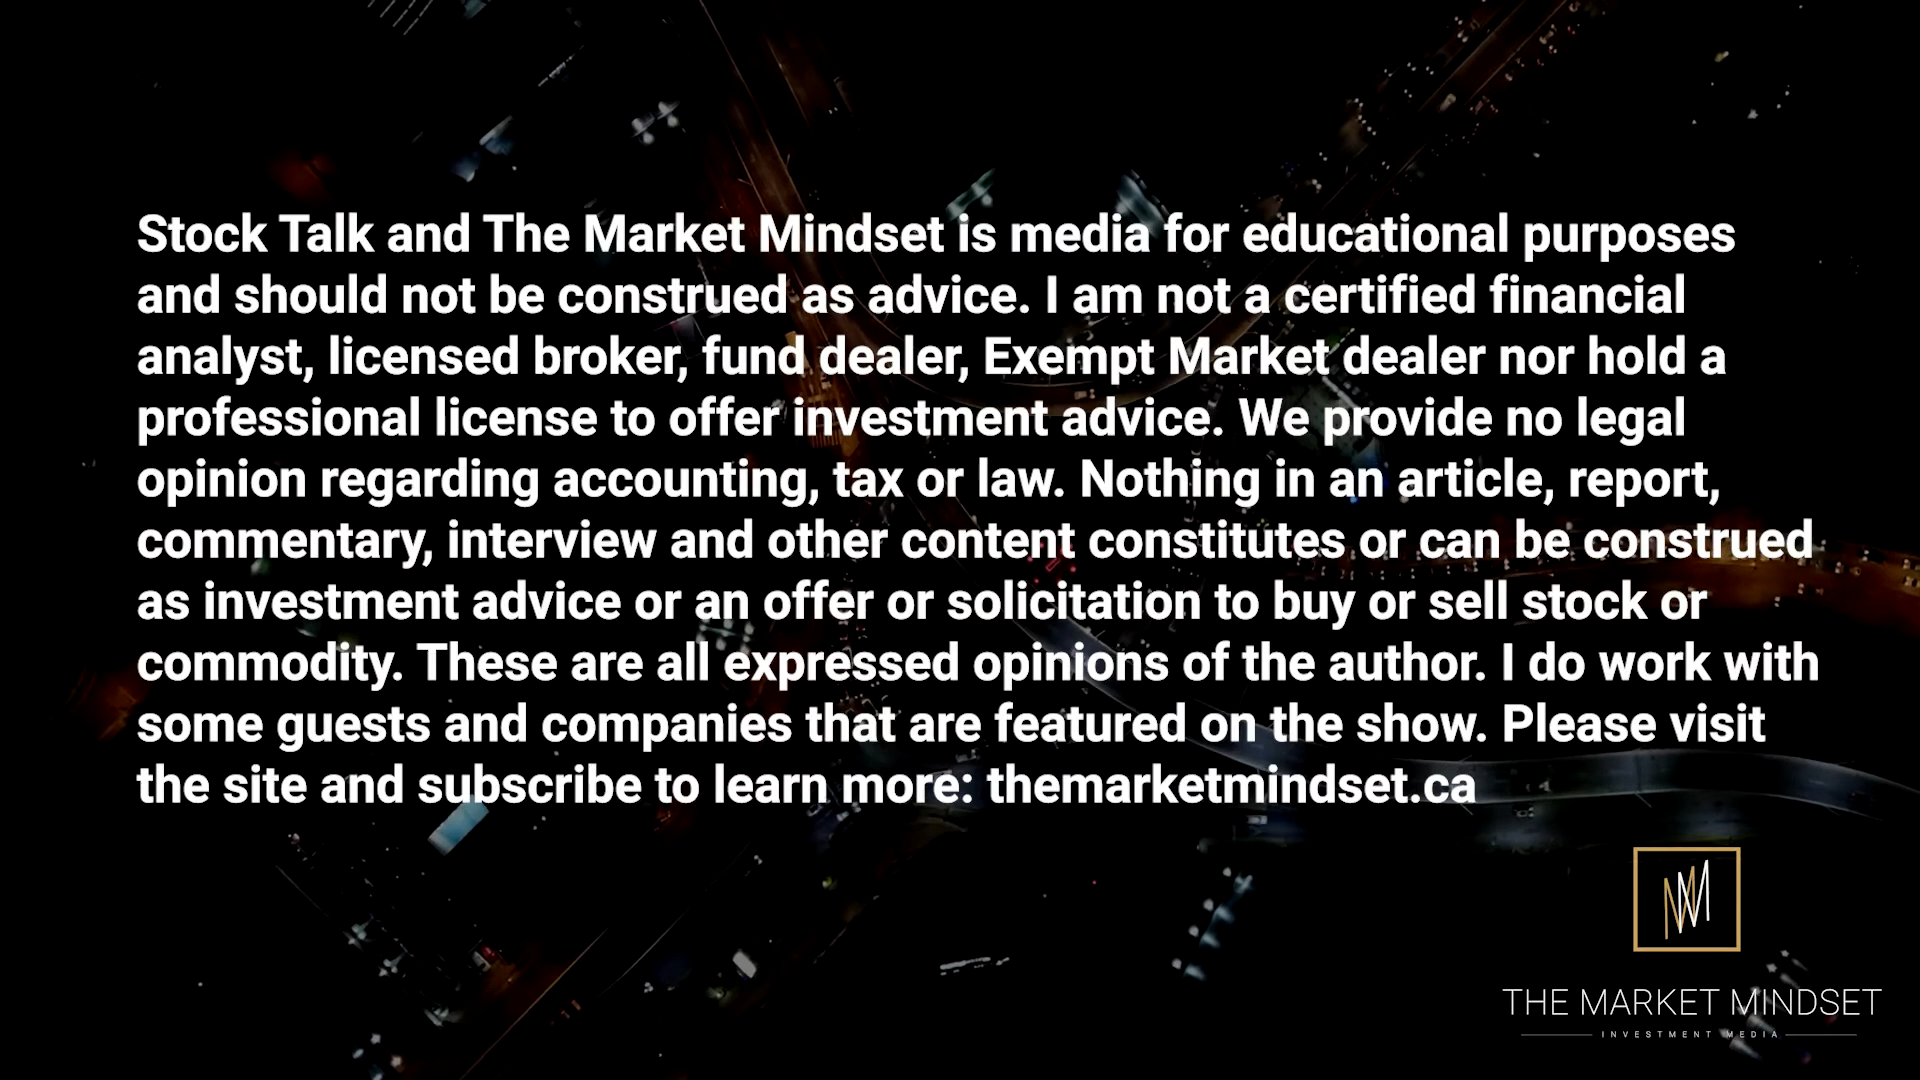 Stock Talk and The Market Mindset is media for educational purposes
and should not be construed as advice. I am not a certified financial
analyst, licensed broker, fund dealer, Exempt Market dealer nor hold a
professional license to offer investment advice. We provide no legal
opinion regarding accounting, tax or law. Nothing in an article, report,
commentary, interview and other content constitutes or can be construed
as investment advice or an offer or solicitation to buy or sell stock or
commodity. These are all expressed opinions of the author. I do work with
some guests and companies that are featured on the show. Please visit
the site and subscribe to learn more: themarketmindset.ca
THE MARKET MINDSET
INVESTMENT MEDIA